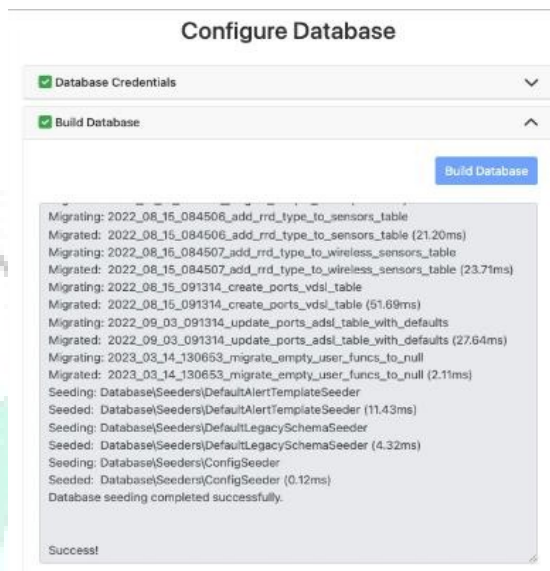 Configure Database
Database Credentials
Build Database
Build Database
Migrating: 2022_08_15_084506_add_rrd_type_to_sensors_table
Migrated: 2022_08_15_084506_add_rrd_type_to_sensors_table (21.20ms)
Migrating: 2022_08_15_084507_add_rrd_type_to_wireless_sensors_table
Migrated: 2022_08_15_084507_add_rrd_type_to_wireless_sensors_table (23.71ms)
Migrating: 2022_08_15_091314_create_ports_vdsl_table
Migrated: 2022_08_15_091314_create_ports_vdsl_table (51.69ms)
Migrating: 2022_09_03_091314_update_ports_adsl_table_with_defaults
Migrated: 2022_09_03_091314_update_ports_adsl_table_with_defaults (27.64ms)
Migrating: 2023_03_14_130653_migrate_empty_user_funcs_to_null
Migrated: 2023_03_14_130653_migrate_empty_user_funcs_to_null (2.11ms)
Seeding: Database\Seeders\DefaultAlertTemplateSeeder
Seeded: Database\Seeders\DefaultAlertTemplateSeeder (11.43ms)
Seeding: Database\Seeders\DefaultLegacySchemaSeeder
Seeded: Database\Seeders\DefaultLegacySchemaSeeder (4.32ms)
Seeding: Database\Seeders\ConfigSeeder
Seeded: Database\Seeders\ConfigSeeder (0.12ms)
Database seeding completed successfully.
Success!